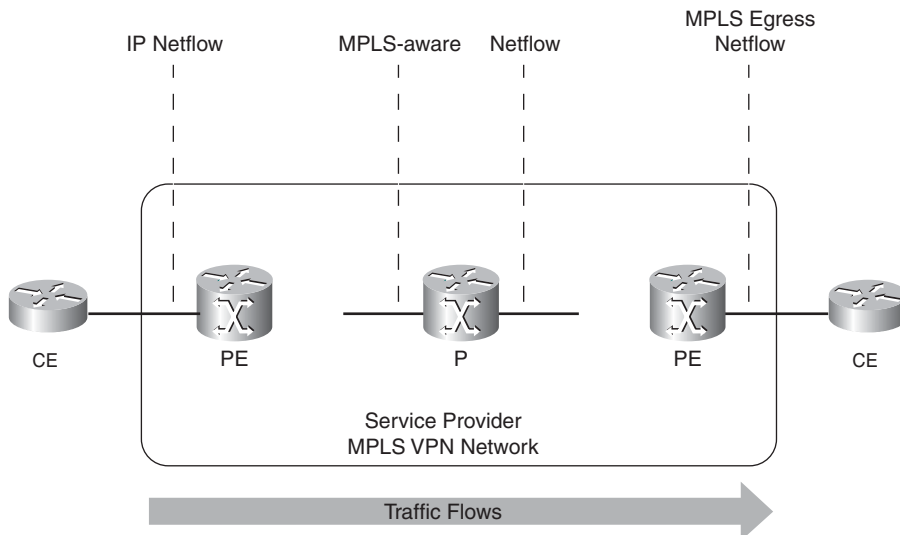 MPLS Egress
IP Netflow MPLS-aware Netflow Netflow
CE PE P PE CE
Service Provider
MPLS VPN Network
Traffic Flows